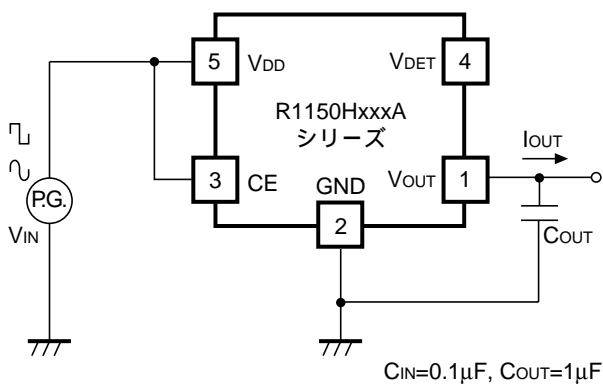 5 VDD
VDET 4
R1150HxxxA
シリーズ
IOUT
3 CE
GND
VOUT 1
P.G.
2
VIN
COUT
CIN=0.1μF, COUT=1μF